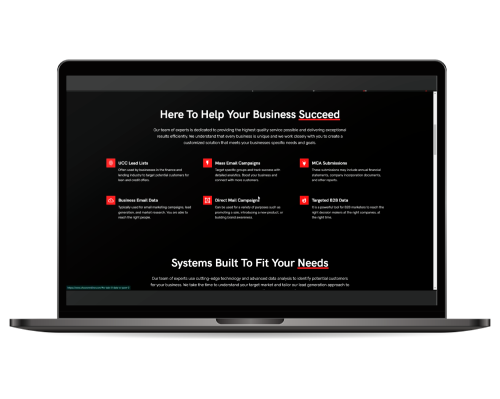 Here To Help Your Business Succeed
Our team of experts is dedicated to providing the highest quality service possible and delivering exceptional
results efficiently. We understand that every business is unique and we work closely with you to create a
customized solution that meets your businesses specific needs and goals.
UCC Lead Lists
Often used by businesses in the finance and
lending industry to target potential customers for
loan and credit offers.
Mass Email Campaigns
Target specific groups and track success with
detailed analytics. Boost your business and
connect with more customers.
MCA Submissions
These submissions may include annual financial
statements, company incorporation documents,
and other reports.
Business Email Data
Typically used for email marketing campaigns, lead
generation, and market research. You are able to
reach the right people
Direct Mail Campaigns
Can be used for a variety of purposes such as
promoting a sale, introducing a new product, or
building brand awareness.
Targeted B2B Data
It is a powerful tool for B2B marketers to reach the
right decision makers at the right companies, at
the right time.
Systems Built To Fit Your Needs
Our team of experts use cutting-edge technology and advanced data analysis to identify potential customers
for your business. We take the time to understand your target market and tailor our lead generation approach to